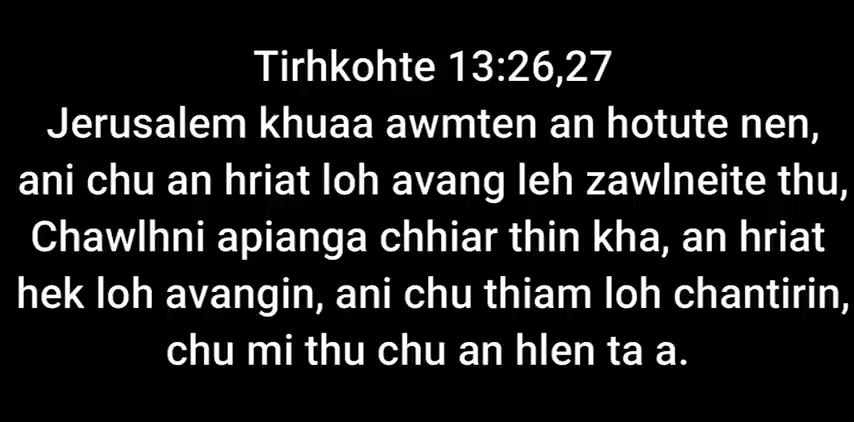 Tirhkohte 13:26,27
Jerusalem khuaa awmten an hotute nen,
ani chu an hriat loh avang leh zawlneite thu,
Chawlhni apianga chhiar thin kha, an hriat
hek loh avangin, ani chu thiam loh chantirin,
chu mi thu chu an hlen ta a.